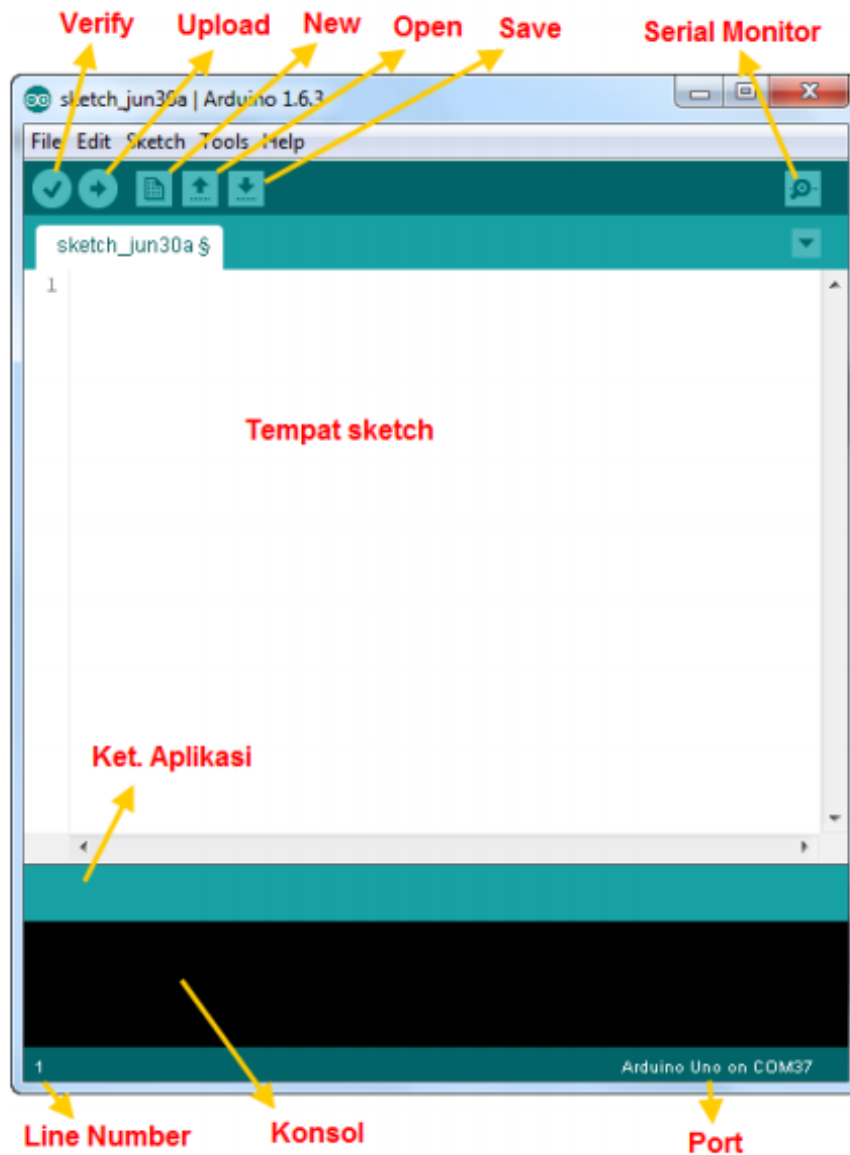 Verify Upload New Open Save Serial Monitor
sketch_jun30a | Arduino 1.6.3
File Edit Sketch Tools Help
sketch_jun30a §
1
Tempat sketch
Ket. Aplikasi
1 Arduino Uno on COM37
Line Number Konsol Port